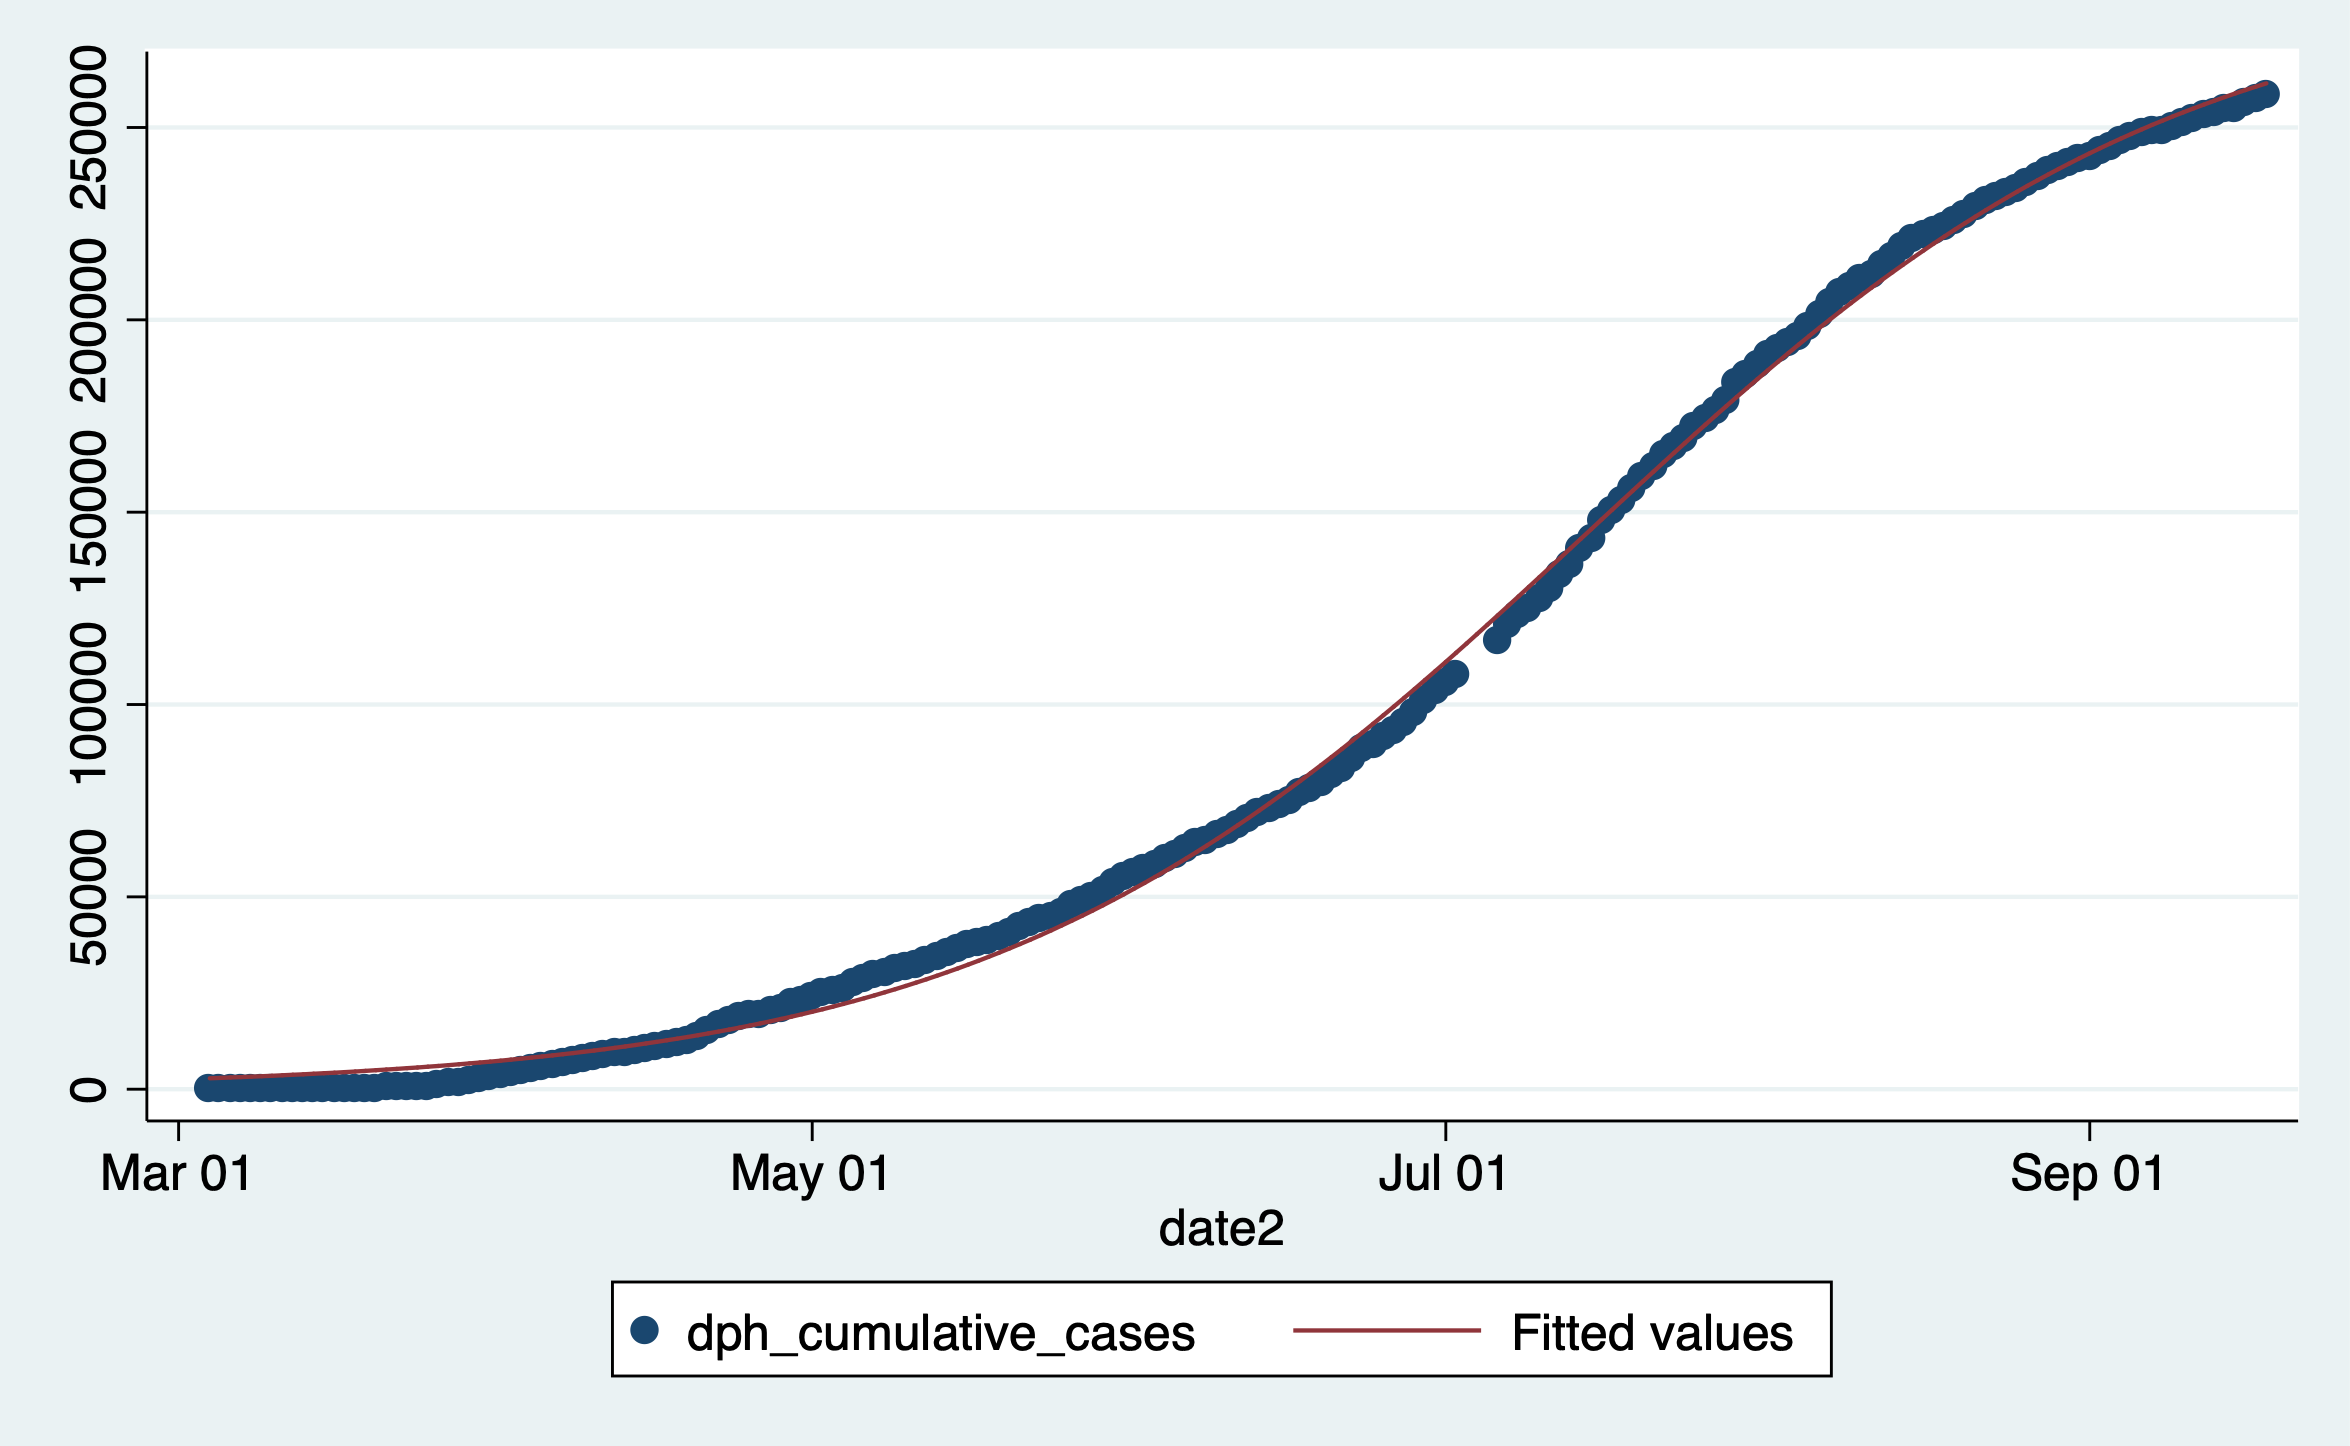 250000
200000
150000
100000
50000
0
Mar 01 May 01 Jul 01 Sep 01
date2
dph_cumulative_cases Fitted values